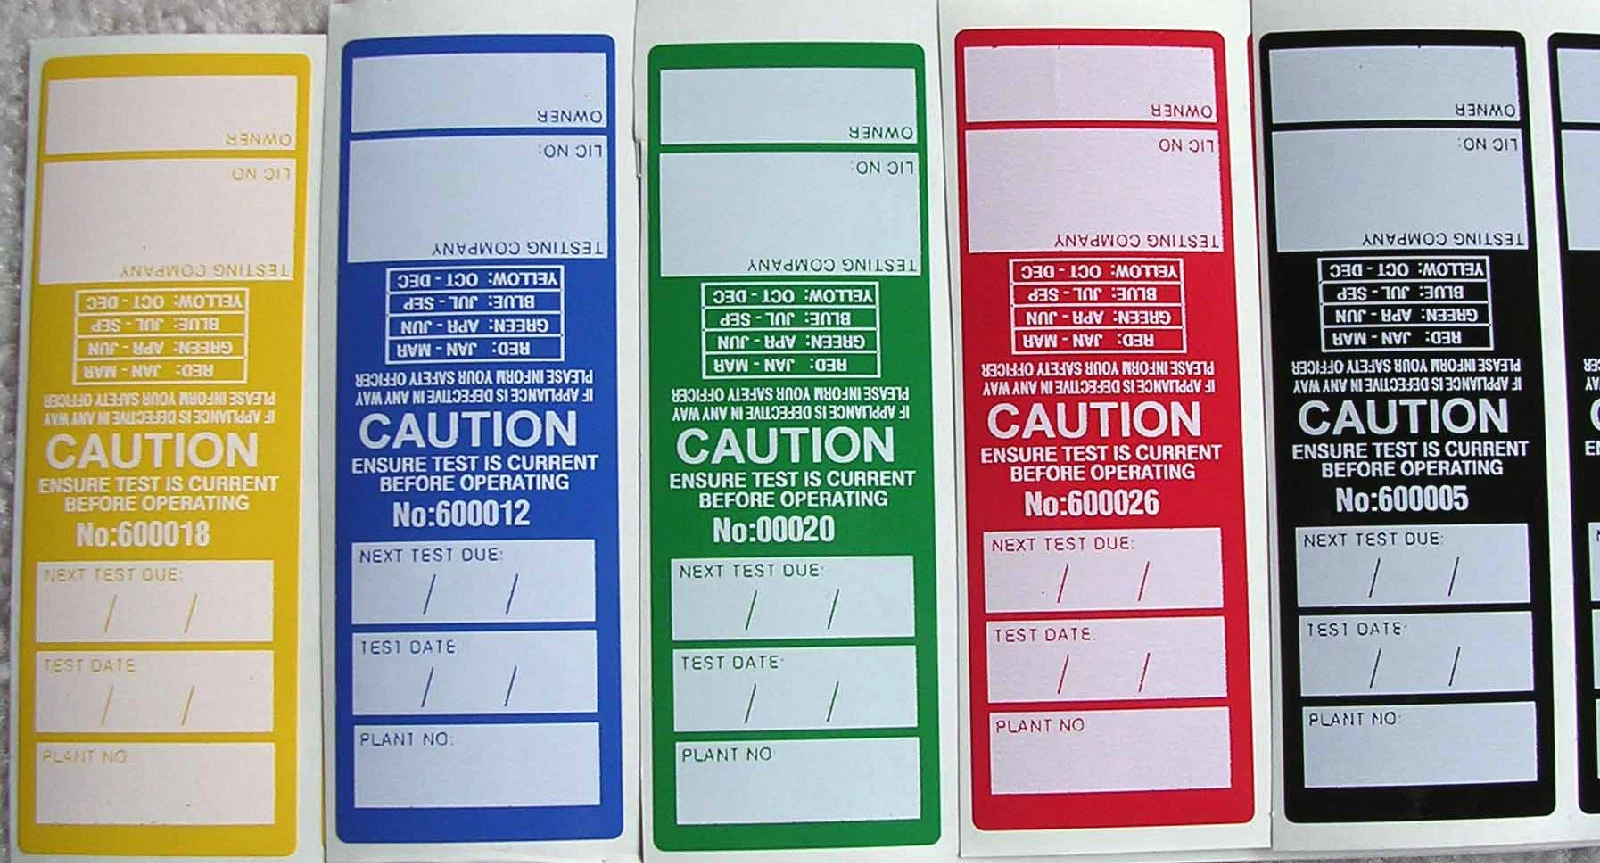 CAUTION
ENSURE TEST IS CURRENT
BEFORE OPERATING
No:600018
NEXT TEST DUE:
/ /
TEST DATE
/ /
PLANT NO
IF APPLIANCE IS DEFECTIVE IN ANY WAY
PLEASE INFORM YOUR SAFETY OFFICER
RED: JAN - MAR
GREEN: APR - JUN
BLUE: JUL - SEP
YELLOW: OCT - DEC
TESTING COMPANY
LIC NO:
OWNER
CAUTION
ENSURE TEST IS CURRENT
BEFORE OPERATING
No:600012
NEXT TEST DUE:
/ /
TEST DATE
/ /
PLANT NO:
IF APPLIANCE IS DEFECTIVE IN ANY WAY
PLEASE INFORM YOUR SAFETY OFFICER
RED: JAN - MAR
GREEN: APR - JUN
BLUE: JUL - SEP
YELLOW: OCT - DEC
TESTING COMPANY
LIC NO:
OWNER
CAUTION
ENSURE TEST IS CURRENT
BEFORE OPERATING
No:00020
NEXT TEST DUE:
/ /
TEST DATE:
/ /
PLANT NO
IF APPLIANCE IS DEFECTIVE IN ANY WAY
PLEASE INFORM YOUR SAFETY OFFICER
RED: JAN - MAR
GREEN: APR - JUN
BLUE: JUL - SEP
YELLOW: OCT - DEC
TESTING COMPANY
LIC NO:
OWNER
CAUTION
ENSURE TEST IS CURRENT
BEFORE OPERATING
No:600026
NEXT TEST DUE:
/ /
TEST DATE
/ /
PLANT NO
IF APPLIANCE IS DEFECTIVE IN ANY WAY
PLEASE INFORM YOUR SAFETY OFFICER
RED: JAN - MAR
GREEN: APR - JUN
BLUE: JUL - SEP
YELLOW: OCT - DEC
TESTING COMPANY
LIC NO
OWNER
CAUTION
ENSURE TEST IS CURRENT
BEFORE OPERATING
No:600005
NEXT TEST DUE:
/ /
TEST DATE:
/ /
PLANT NO:
IF APPLIANCE IS DEFECTIVE IN ANY WAY
PLEASE INFORM YOUR SAFETY OFFICER
RED: JAN - MAR
GREEN: APR - JUN
BLUE: JUL - SEP
YELLOW: OCT - DEC
TESTING COMPANY
LIC NO:
OWNER